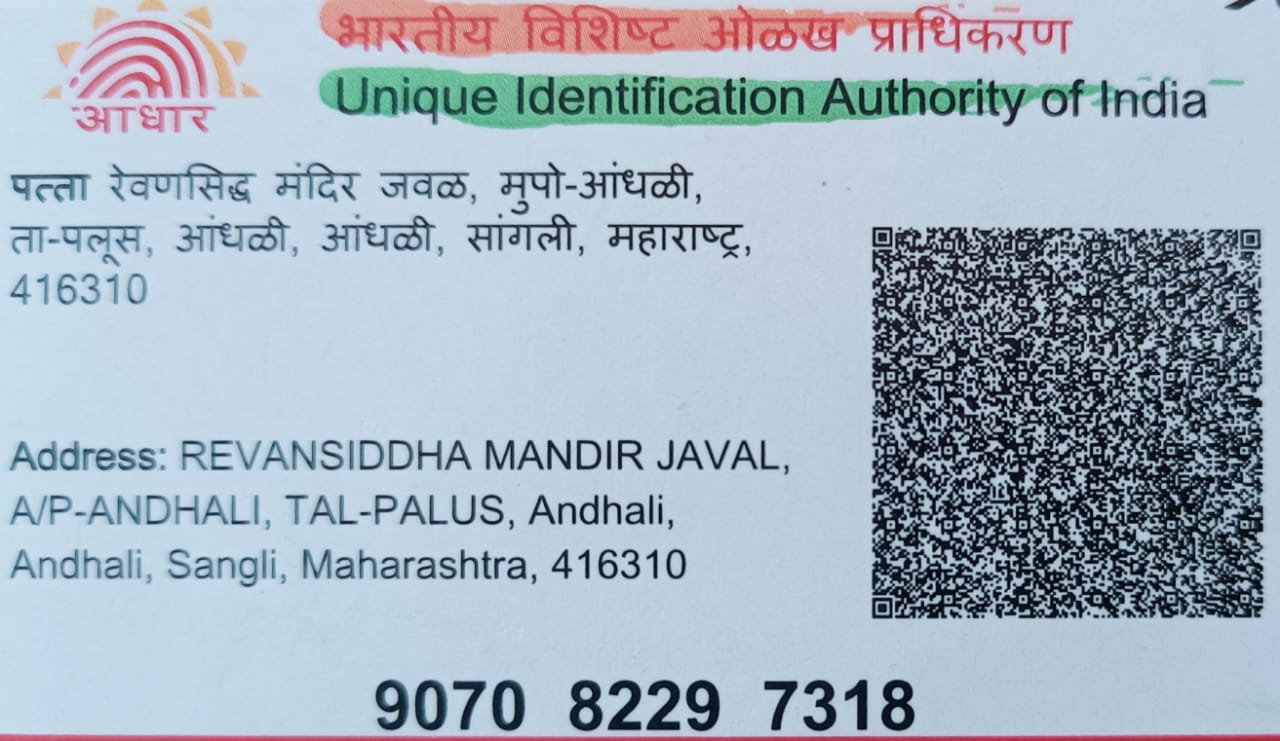 आधार
भारतीय विशिष्ट ओळख प्राधिकरण
Unique Identification Authority of India
पत्ता रेवणसिद्ध मंदिर जवळ, मुपो-आंधळी,
ता-पलूस, आंधळी, आंधळी, सांगली, महाराष्ट्र,
416310
Address: REVANSIDDHA MANDIR JAVAL,
A/P-ANDHALI, TAL-PALUS, Andhali,
Andhali, Sangli, Maharashtra, 416310
9070 8229 7318